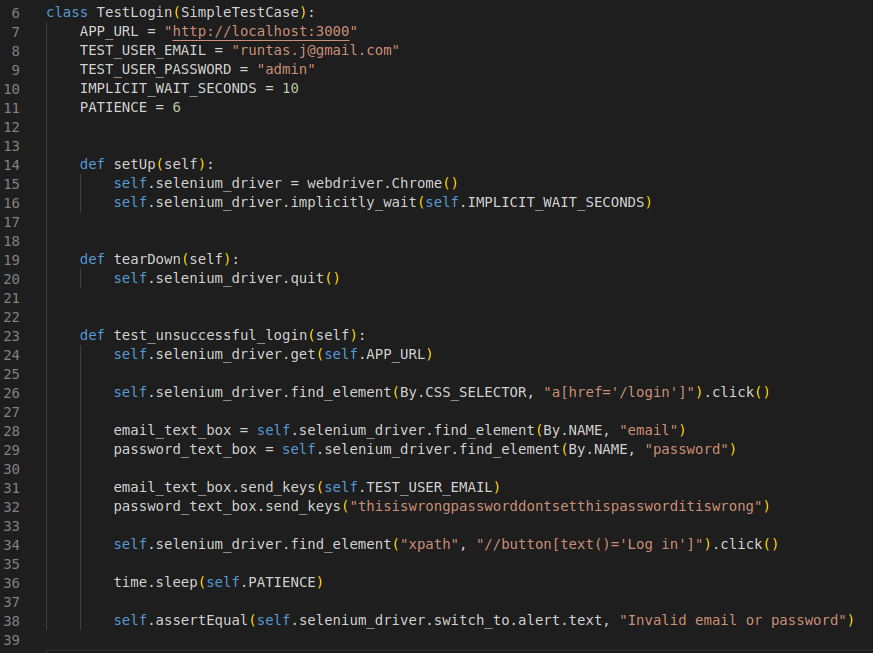 6 class TestLogin(SimpleTestCase):
7     APP_URL = "http://localhost:3000"
8     TEST_USER_EMAIL = "runtas.j@gmail.com"
9     TEST_USER_PASSWORD = "admin"
10     IMPLICIT_WAIT_SECONDS = 10
11     PATIENCE = 6
12
13
14     def setUp(self):
15         self.selenium_driver = webdriver.Chrome()
16         self.selenium_driver.implicitly_wait(self.IMPLICIT_WAIT_SECONDS)
17
18
19     def tearDown(self):
20         self.selenium_driver.quit()
21
22
23     def test_unsuccessful_login(self):
24         self.selenium_driver.get(self.APP_URL)
25
26         self.selenium_driver.find_element(By.CSS_SELECTOR, "a[href='/login']").click()
27
28         email_text_box = self.selenium_driver.find_element(By.NAME, "email")
29         password_text_box = self.selenium_driver.find_element(By.NAME, "password")
30
31         email_text_box.send_keys(self.TEST_USER_EMAIL)
32         password_text_box.send_keys("thisiswrongpassworddontsetthispassworditiswrong")
33
34         self.selenium_driver.find_element("xpath", "//button[text()='Log in']").click()
35
36         time.sleep(self.PATIENCE)
37
38         self.assertEqual(self.selenium_driver.switch_to.alert.text, "Invalid email or password")
39